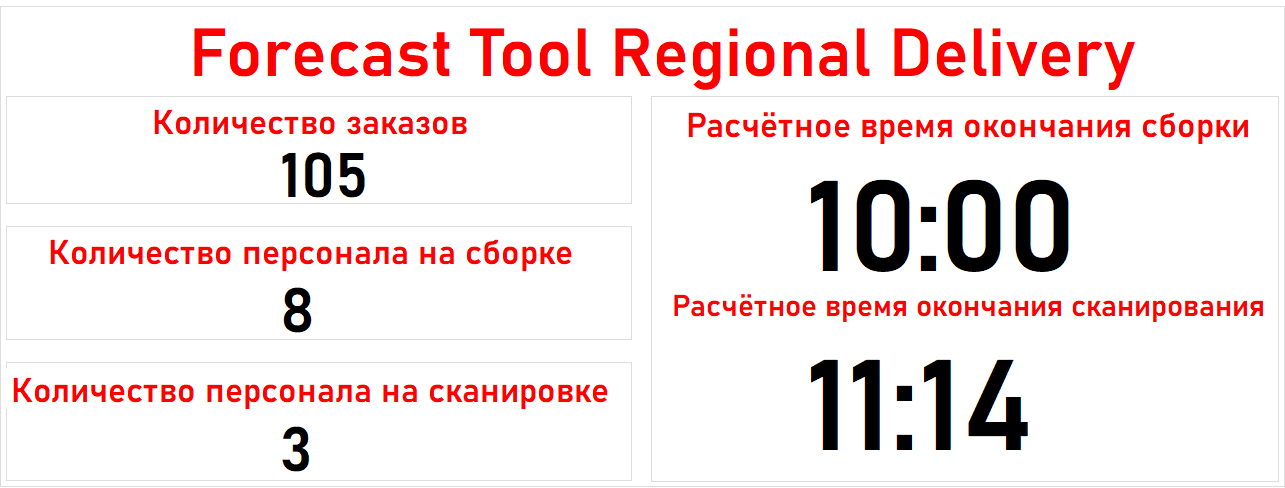 Forecast Tool Regional Delivery
Количество заказов
105
Количество персонала на сборке
8
Количество персонала на сканировке
3
Расчётное время окончания сборки
10:00
Расчётное время окончания сканирования
11:14